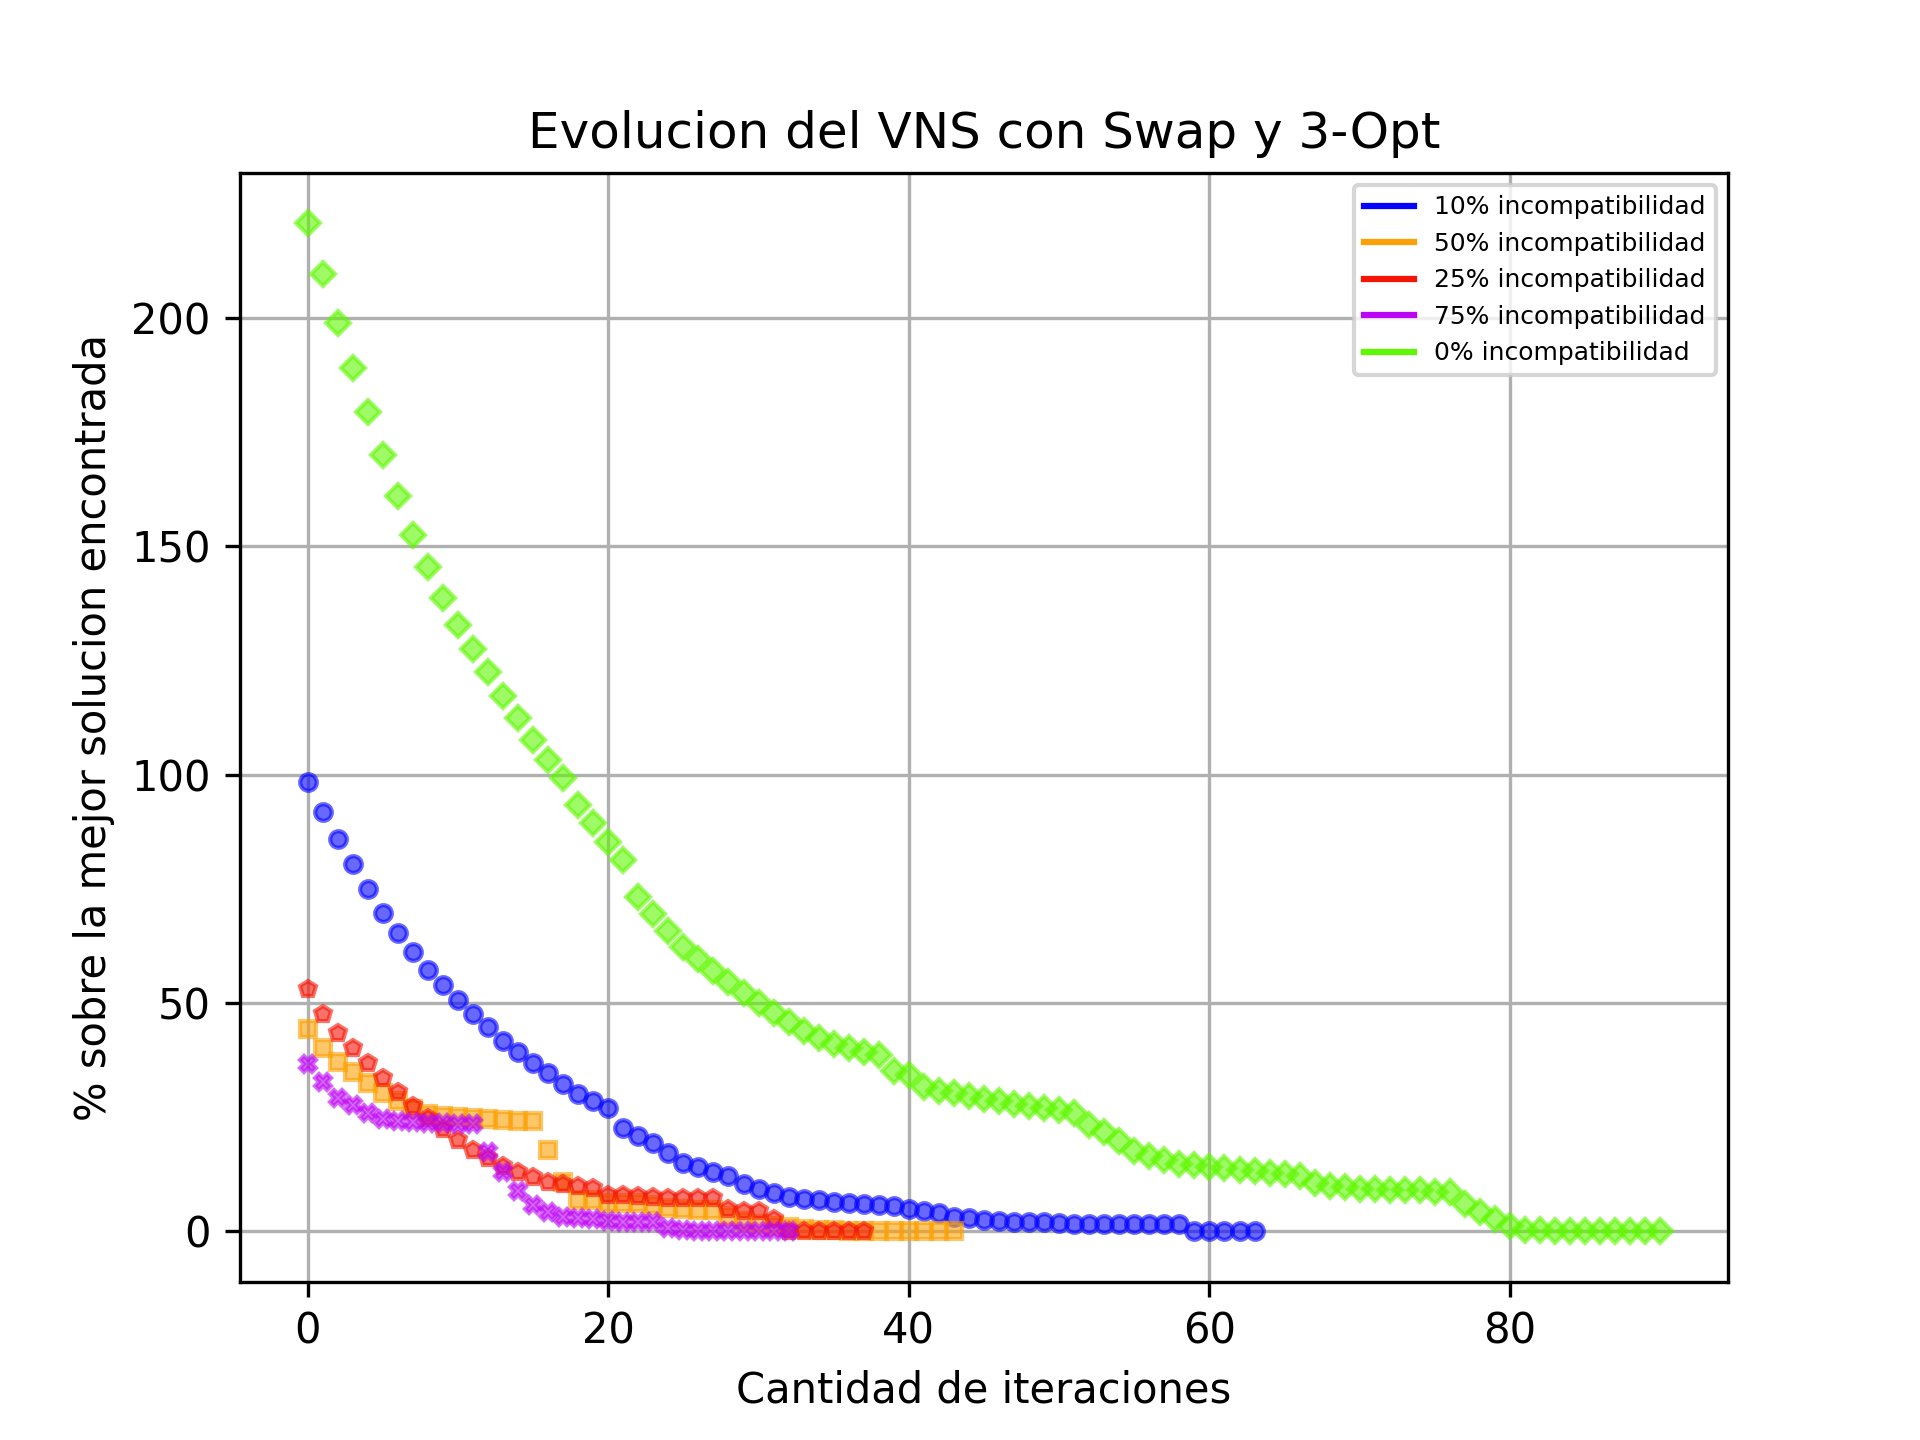 Evolucion del VNS con Swap y 3-Opt
10% incompatibilidad
50% incompatibilidad
25% incompatibilidad
75% incompatibilidad
0% incompatibilidad
% sobre la mejor solucion encontrada
200
150
100
50
0
0 20 40 60 80
Cantidad de iteraciones